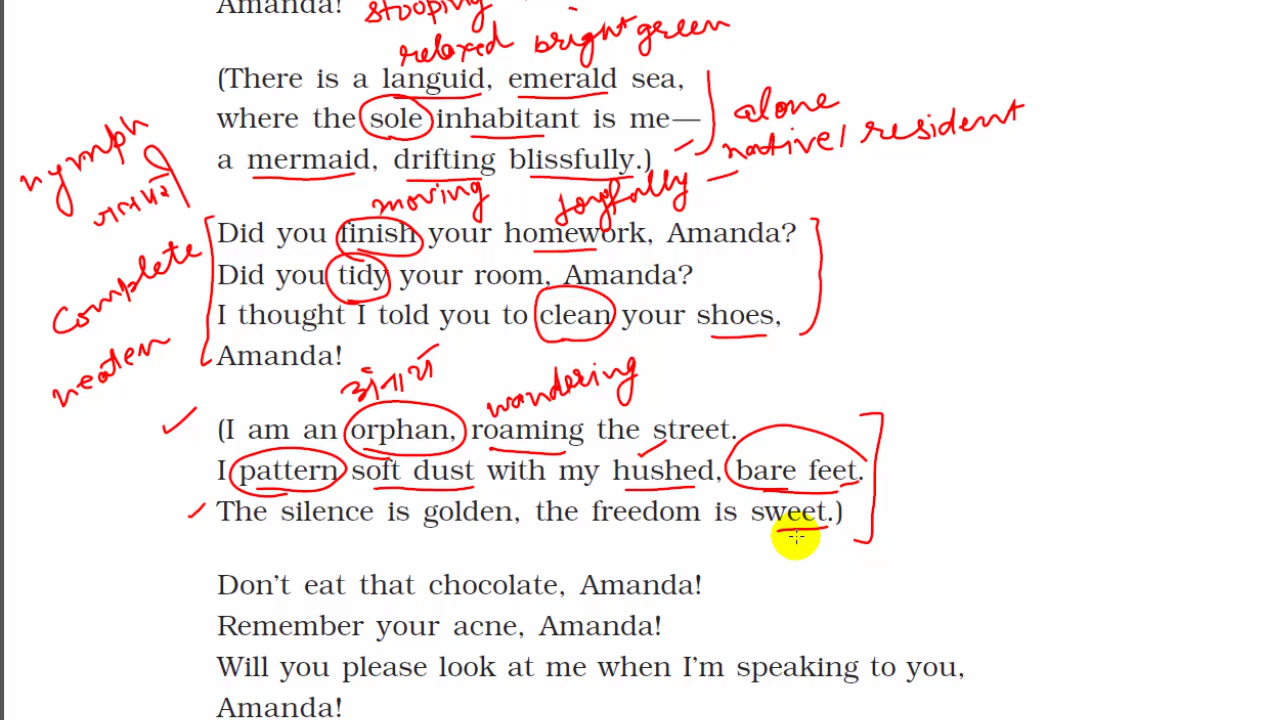 Amanda! stooping
relaxed bright green
(There is a languid, emerald sea,
where the sole inhabitant is me—
alone
native/ resident
a mermaid, drifting blissfully.)
nymph
moving Joyfully
Did you finish your homework, Amanda?
Did you tidy your room, Amanda?
complete
I thought I told you to clean your shoes,
Amanda!
neaten
wandering
(I am an orphan, roaming the street.
I pattern soft dust with my hushed, bare feet.
The silence is golden, the freedom is sweet.)
Don't eat that chocolate, Amanda!
Remember your acne, Amanda!
Will you please look at me when I'm speaking to you,
Amanda!